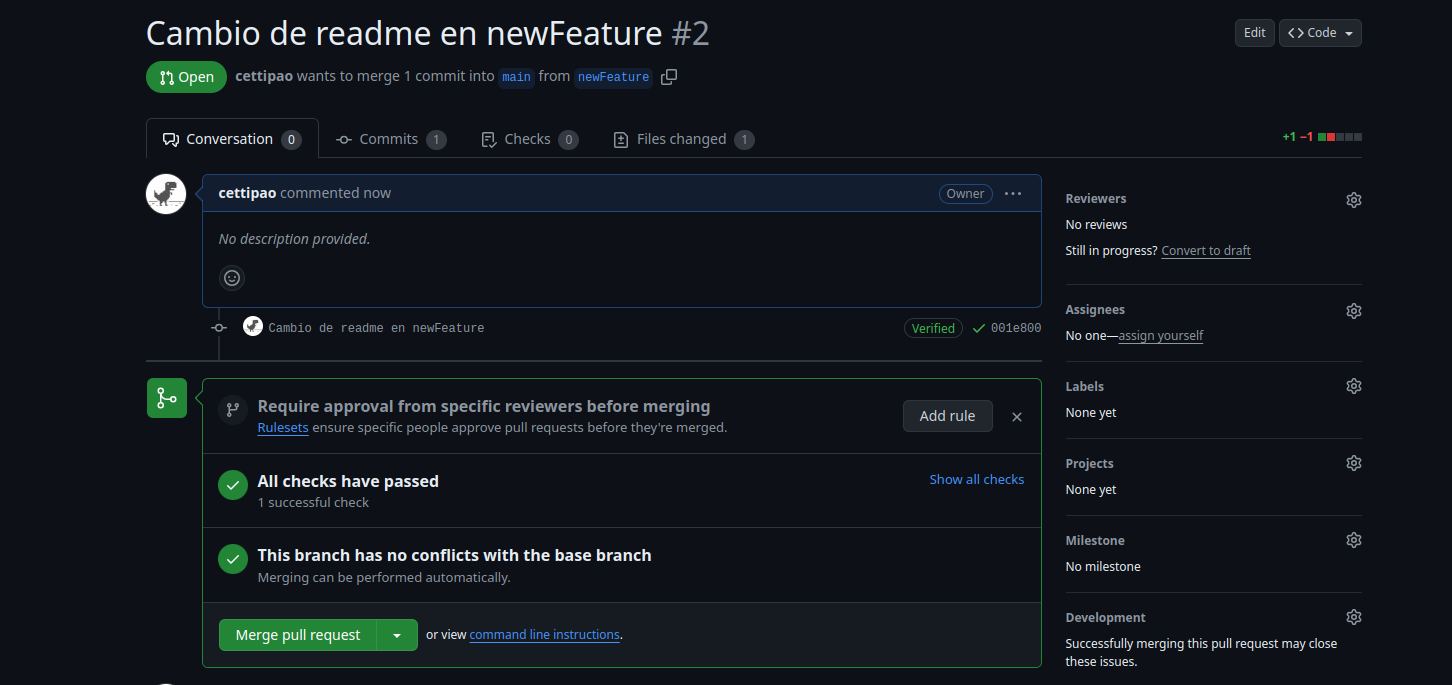 Cambio de readme en newFeature #2
Edit
Code
Open
cettipao wants to merge 1 commit into main from newFeature
Conversation 0
Commits 1
Checks 0
Files changed 1
+1 −1
cettipao commented now
Owner
No description provided.
Cambio de readme en newFeature
Verified
001e800
Require approval from specific reviewers before merging
Rulesets ensure specific people approve pull requests before they're merged.
Add rule
All checks have passed
1 successful check
Show all checks
This branch has no conflicts with the base branch
Merging can be performed automatically.
Merge pull request
or view command line instructions.
Reviewers
No reviews
Still in progress? Convert to draft
Assignees
No one—assign yourself
Labels
None yet
Projects
None yet
Milestone
No milestone
Development
Successfully merging this pull request may close
these issues.